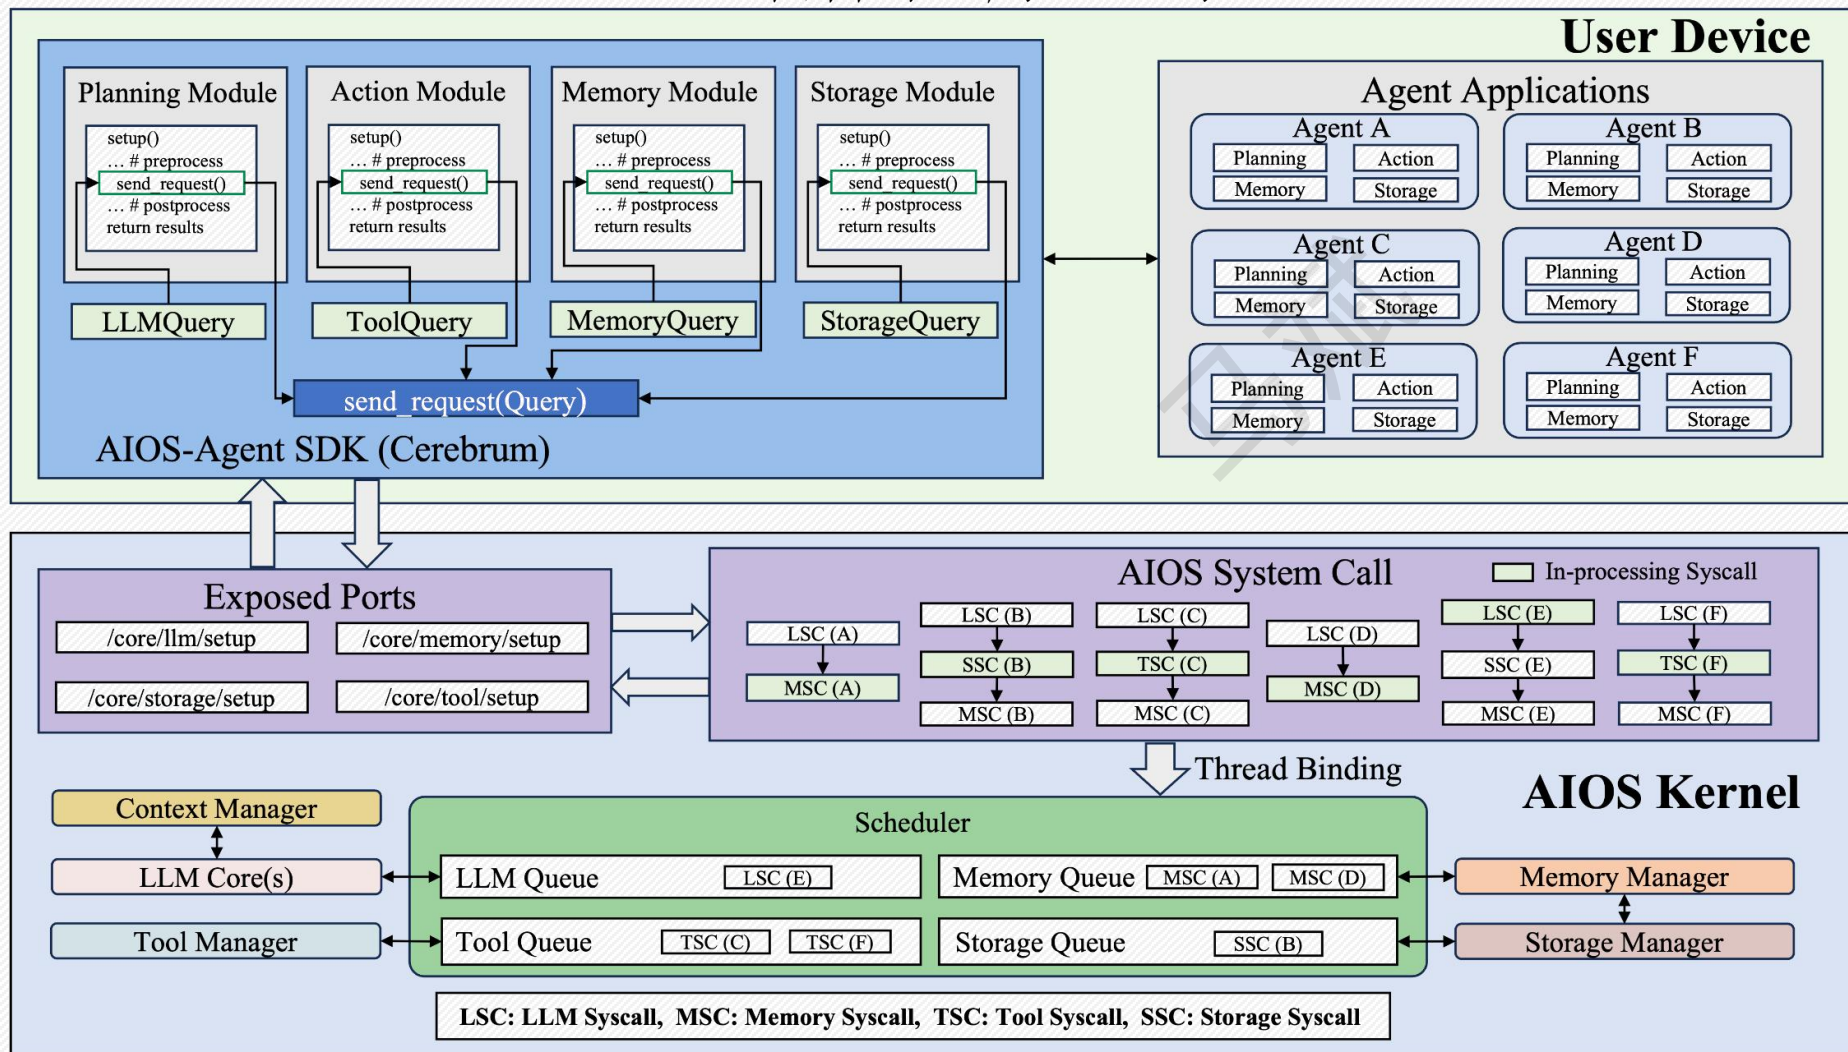 User Device
Planning Module
setup()
... # preprocess
send_request()
... # postprocess
return results
LLMQuery
Action Module
setup()
... # preprocess
send_request()
... # postprocess
return results
ToolQuery
Memory Module
setup()
... # preprocess
send_request()
... # postprocess
return results
MemoryQuery
Storage Module
setup()
... # preprocess
send_request()
... # postprocess
return results
StorageQuery
send_request(Query)
AIOS-Agent SDK (Cerebrum)
Agent Applications
Agent A
Planning Action
Memory Storage
Agent B
Planning Action
Memory Storage
Agent C
Planning Action
Memory Storage
Agent D
Planning Action
Memory Storage
Agent E
Planning Action
Memory Storage
Agent F
Planning Action
Memory Storage
Exposed Ports
/core/llm/setup /core/memory/setup
/core/storage/setup /core/tool/setup
AIOS System Call
In-processing Syscall
LSC (A)
MSC (A)
LSC (B)
SSC (B)
MSC (B)
LSC (C)
TSC (C)
MSC (C)
LSC (D)
MSC (D)
LSC (E)
SSC (E)
MSC (E)
LSC (F)
TSC (F)
MSC (F)
Thread Binding
AIOS Kernel
Context Manager
LLM Core(s)
Tool Manager
Scheduler
LLM Queue LSC (E)
Memory Queue MSC (A) MSC (D)
Tool Queue TSC (C) TSC (F)
Storage Queue SSC (B)
Memory Manager
Storage Manager
LSC: LLM Syscall, MSC: Memory Syscall, TSC: Tool Syscall, SSC: Storage Syscall